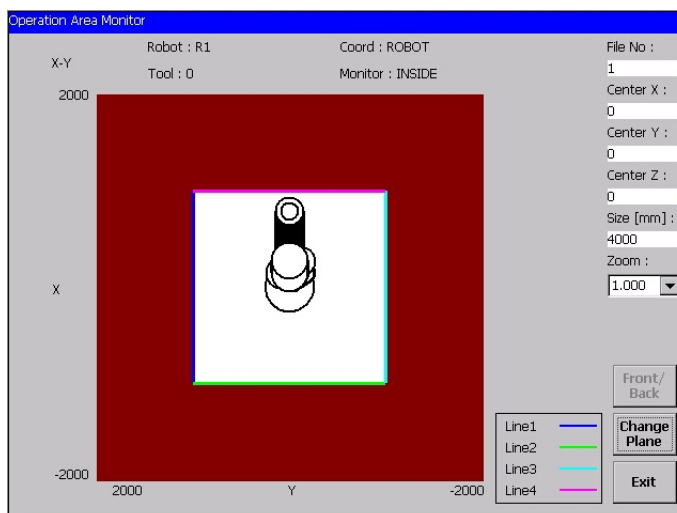 Operation Area Monitor
Robot : R1
Coord : ROBOT
X-Y
Tool : 0
Monitor : INSIDE
2000
X
-2000
2000
Y
-2000
File No :
1
Center X :
0
Center Y :
0
Center Z :
0
Size [mm] :
4000
Zoom :
1.000
Front/
Back
Change
Plane
Exit
Line1
Line2
Line3
Line4